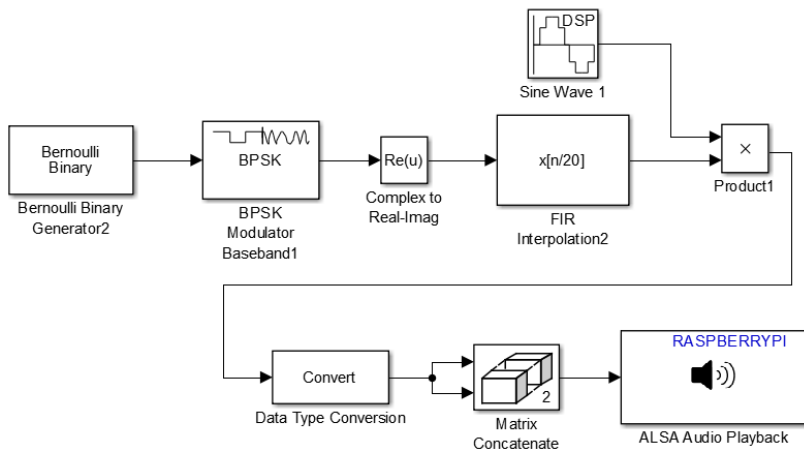 DSP
Sine Wave 1
Bernoulli
Binary
Bernoulli Binary
Generator2
BPSK
BPSK
Modulator
Baseband1
Re(u)
Complex to
Real-Imag
x[n/20]
FIR
Interpolation2
×
Product1
Convert
Data Type Conversion
2
Matrix
Concatenate
RASPBERRYPI
ALSA Audio Playback